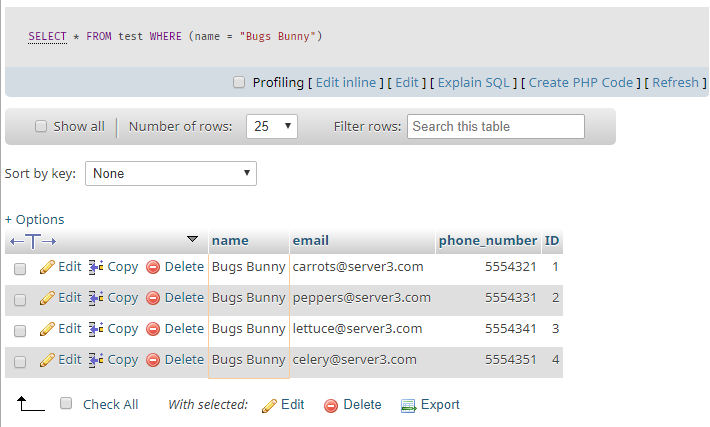 SELECT * FROM test WHERE (name = "Bugs Bunny")
Profiling [ Edit inline ] [ Edit ] [ Explain SQL ] [ Create PHP Code ] [ Refresh ]
Show all Number of rows: 25 Filter rows: Search this table
Sort by key: None
+ Options
←T→ name email phone_number ID
Edit Copy Delete Bugs Bunny carrots@server3.com 5554321 1
Edit Copy Delete Bugs Bunny peppers@server3.com 5554331 2
Edit Copy Delete Bugs Bunny lettuce@server3.com 5554341 3
Edit Copy Delete Bugs Bunny celery@server3.com 5554351 4
Check All With selected: Edit Delete Export